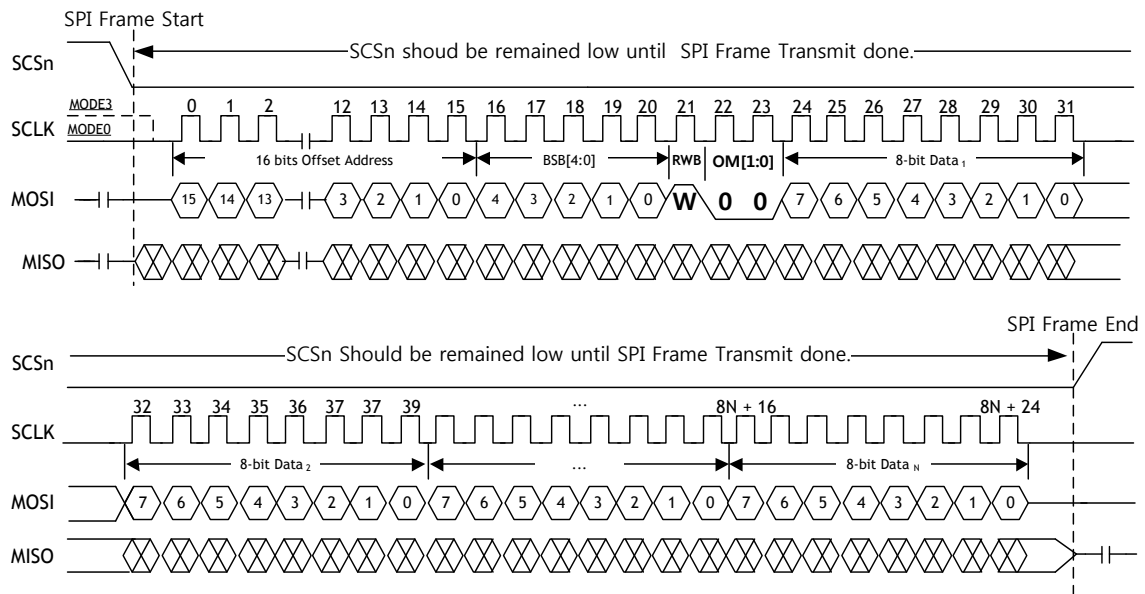 SPI Frame Start
SCSn shoud be remained low until SPI Frame Transmit done.
SCSn
MODE3
MODE0
SCLK
0 1 2 12 13 14 15 16 17 18 19 20 21 22 23 24 25 26 27 28 29 30 31
16 bits Offset Address BSB[4:0] RWB OM[1:0] 8-bit Data 1
MOSI 15 14 13 3 2 1 0 4 3 2 1 0 W 0 0 7 6 5 4 3 2 1 0
MISO
SPI Frame End
SCSn Should be remained low until SPI Frame Transmit done.
SCSn
32 33 34 35 36 37 37 39 ... 8N + 16 8N + 24
SCLK
8-bit Data 2 ... 8-bit Data N
MOSI 7 6 5 4 3 2 1 0 7 6 5 4 3 2 1 0 7 6 5 4 3 2 1 0
MISO